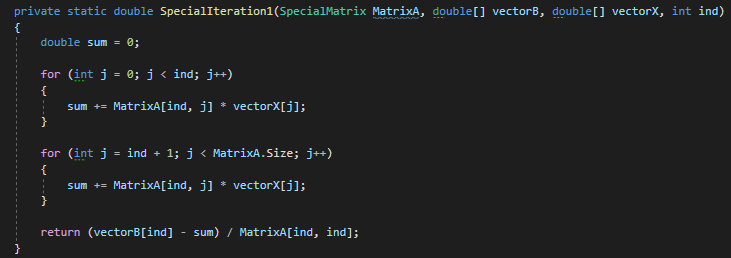 private static double SpecialIteration1(SpecialMatrix MatrixA, double[] vectorB, double[] vectorX, int ind)
{
    double sum = 0;

    for (int j = 0; j < ind; j++)
    {
        sum += MatrixA[ind, j] * vectorX[j];
    }

    for (int j = ind + 1; j < MatrixA.Size; j++)
    {
        sum += MatrixA[ind, j] * vectorX[j];
    }

    return (vectorB[ind] - sum) / MatrixA[ind, ind];
}